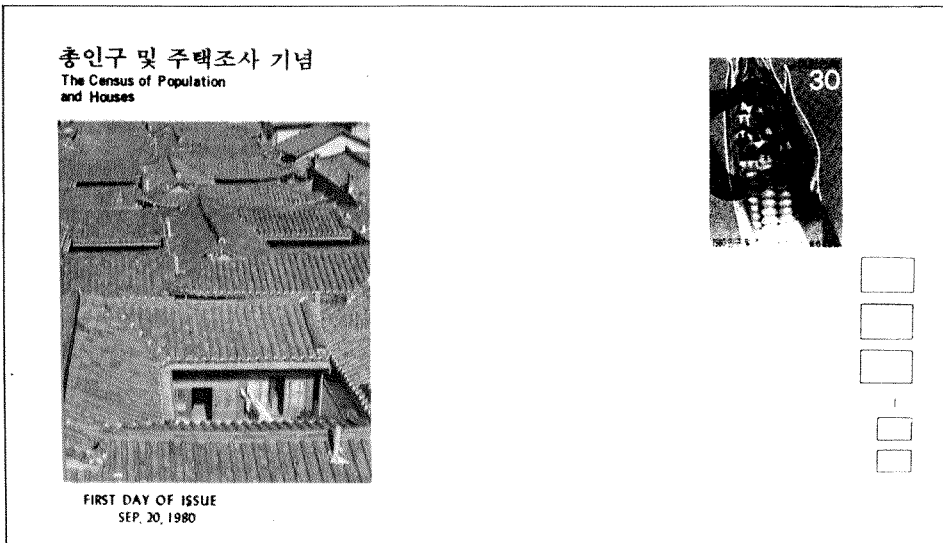 총인구 및 주택조사 기념
The Census of Population
and Houses
30
FIRST DAY OF ISSUE
SEP. 20, 1980